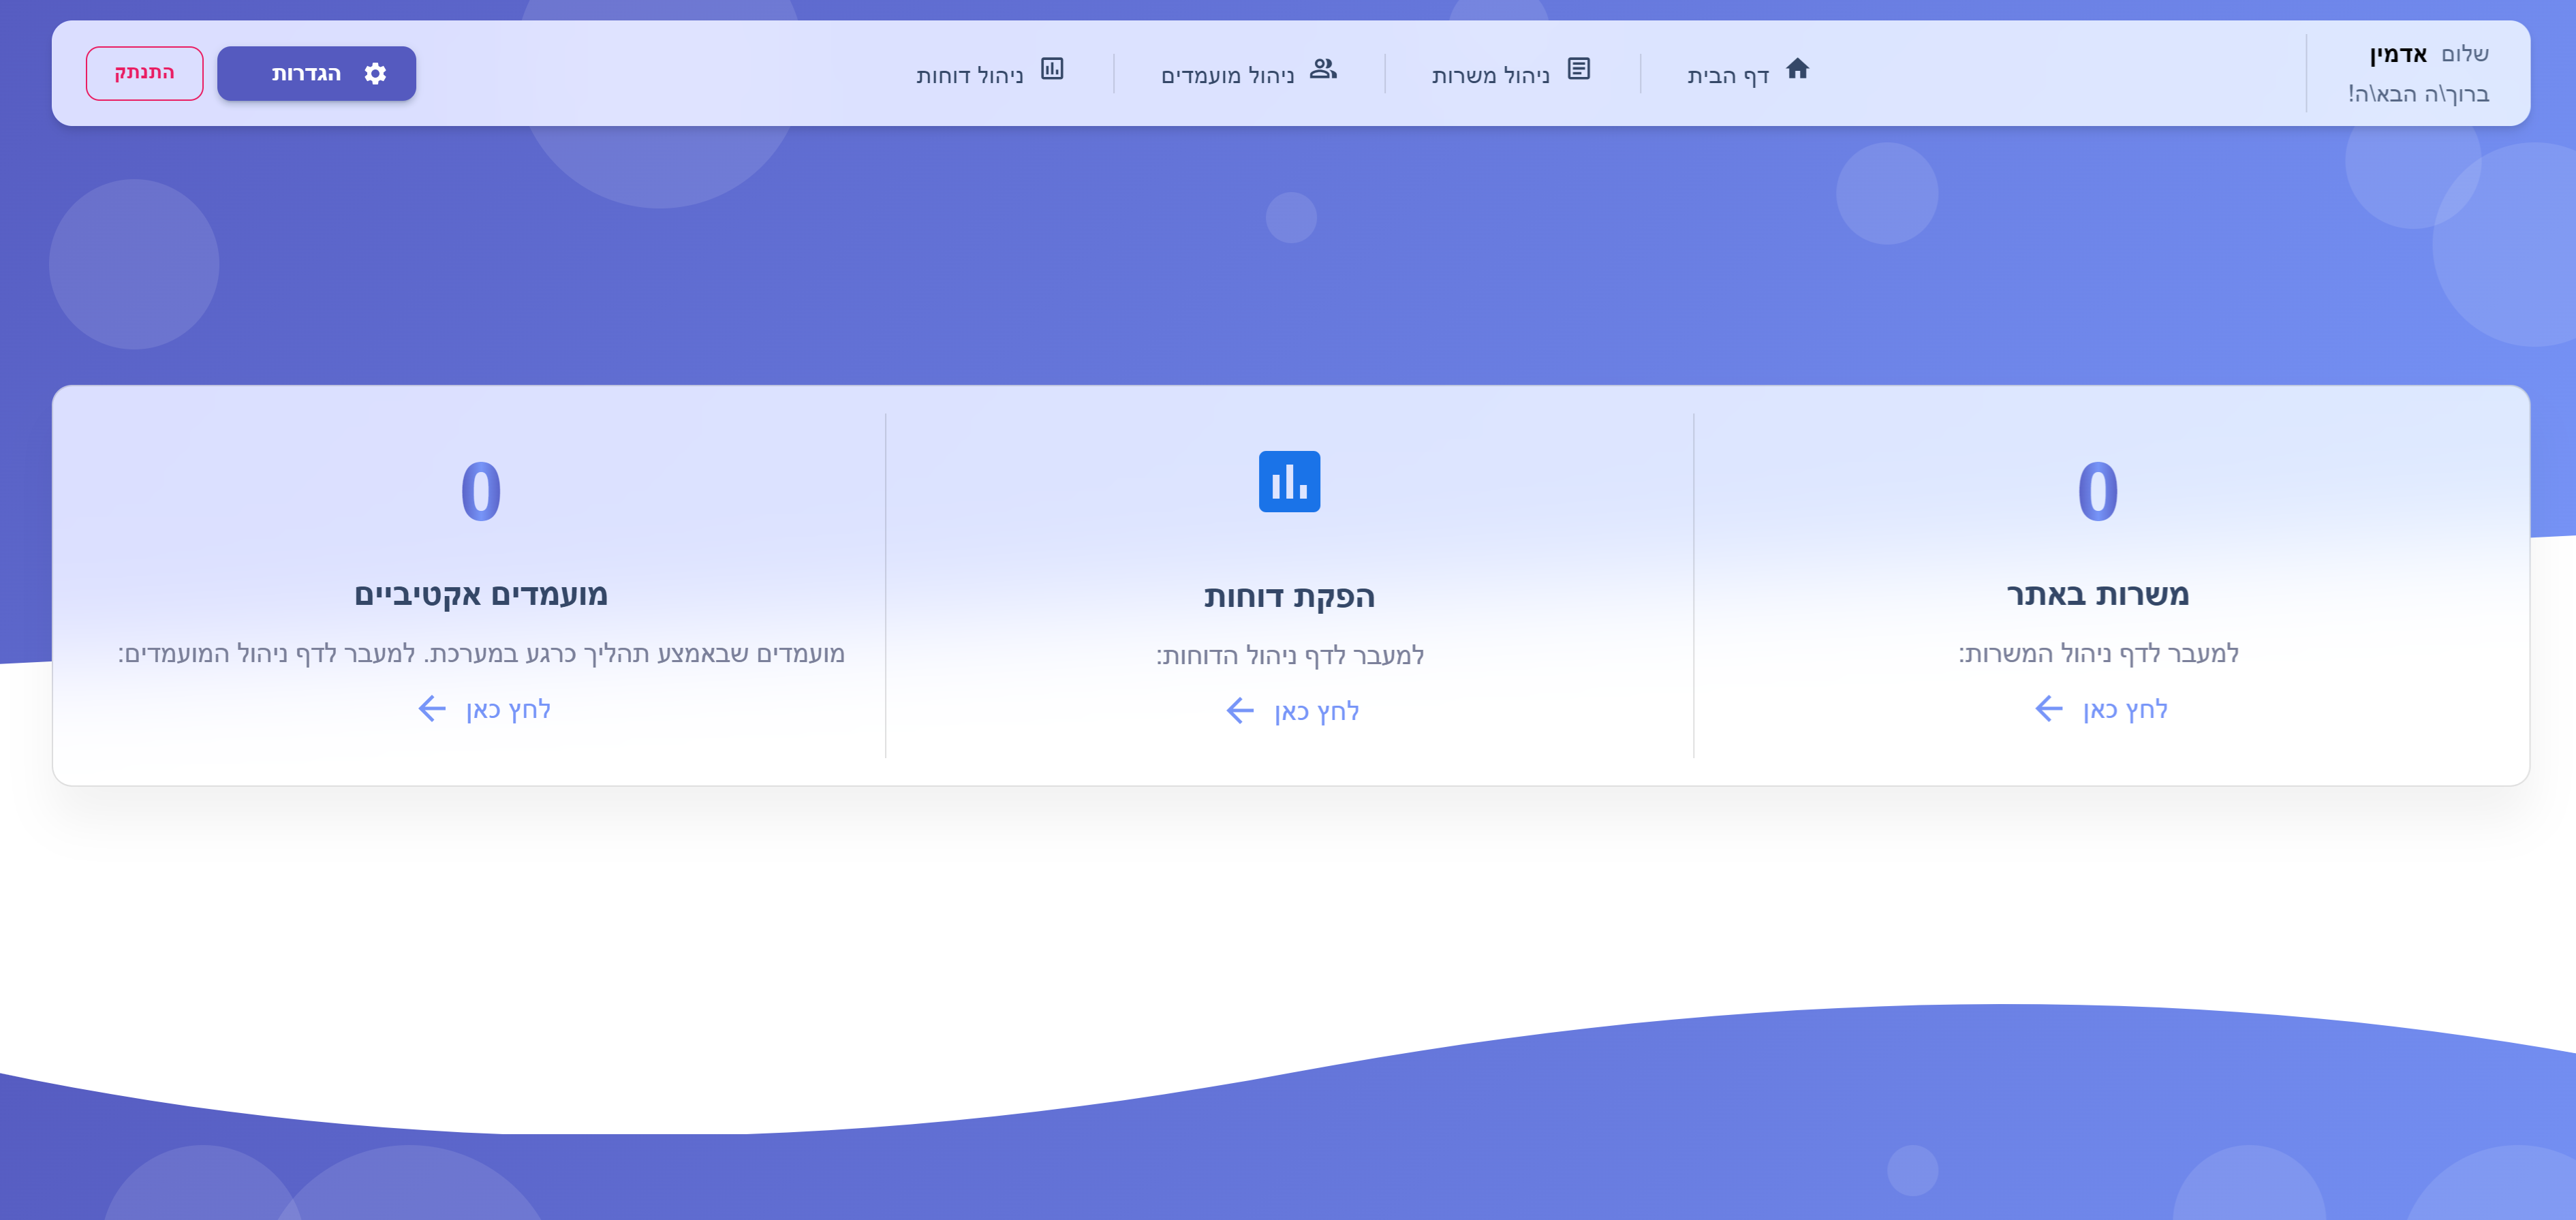 שלום אדמין
ברוך\ה הבא\ה!
דף הבית
ניהול משרות
ניהול מועמדים
ניהול דוחות
הגדרות
התנתק
0
משרות באתר
למעבר לדף ניהול המשרות:
לחץ כאן
הפקת דוחות
למעבר לדף ניהול הדוחות:
לחץ כאן
0
מועמדים אקטיביים
מועמדים שבאמצע תהליך כרגע במערכת. למעבר לדף ניהול המועמדים:
לחץ כאן